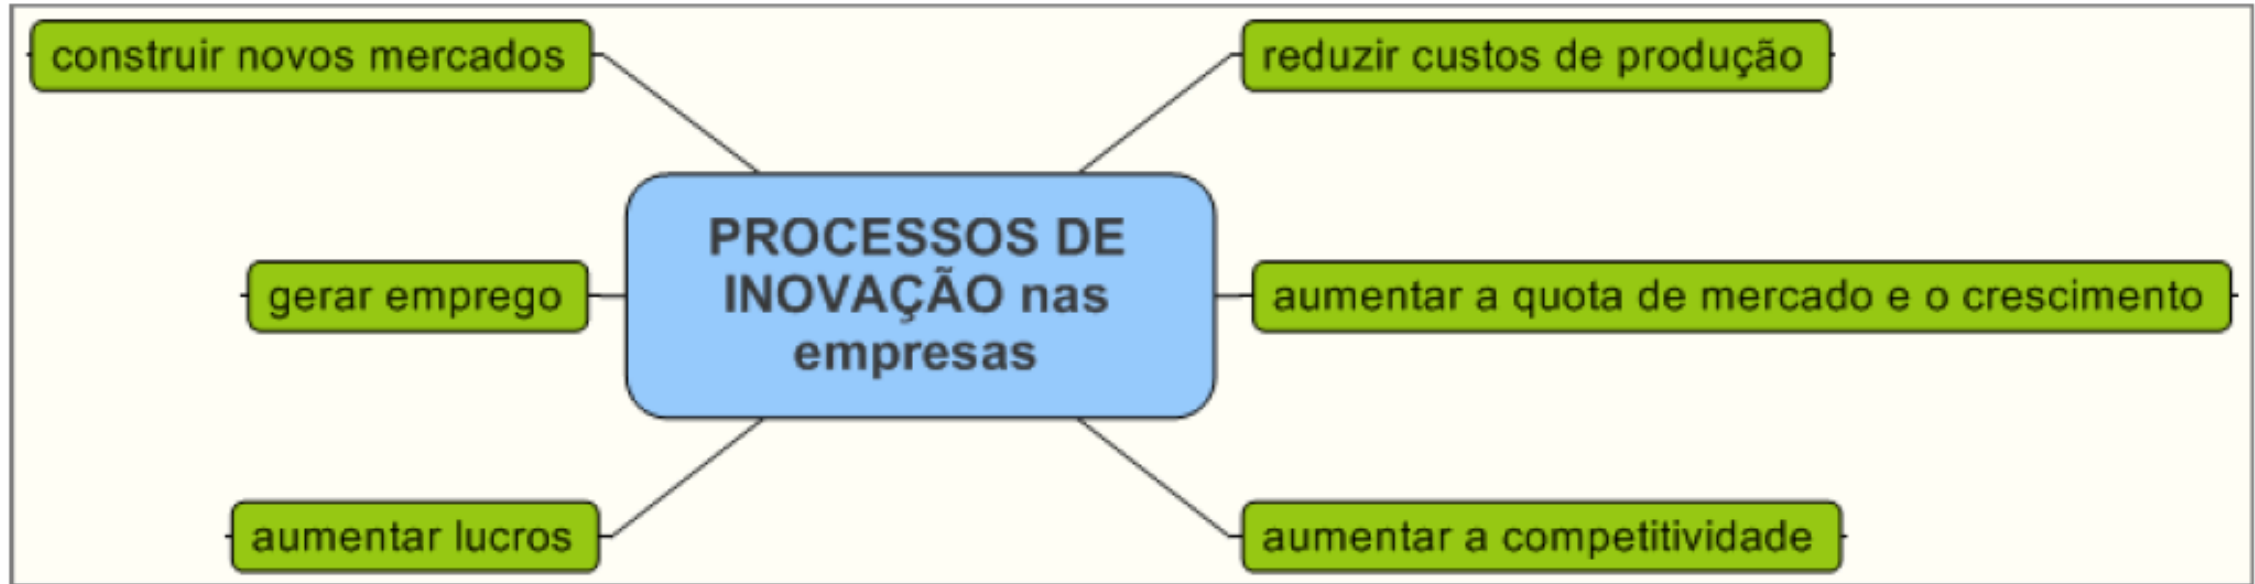 construir novos mercados
reduzir custos de produção
PROCESSOS DE
INOVAÇÃO nas
empresas
gerar emprego
aumentar a quota de mercado e o crescimento
aumentar lucros
aumentar a competitividade